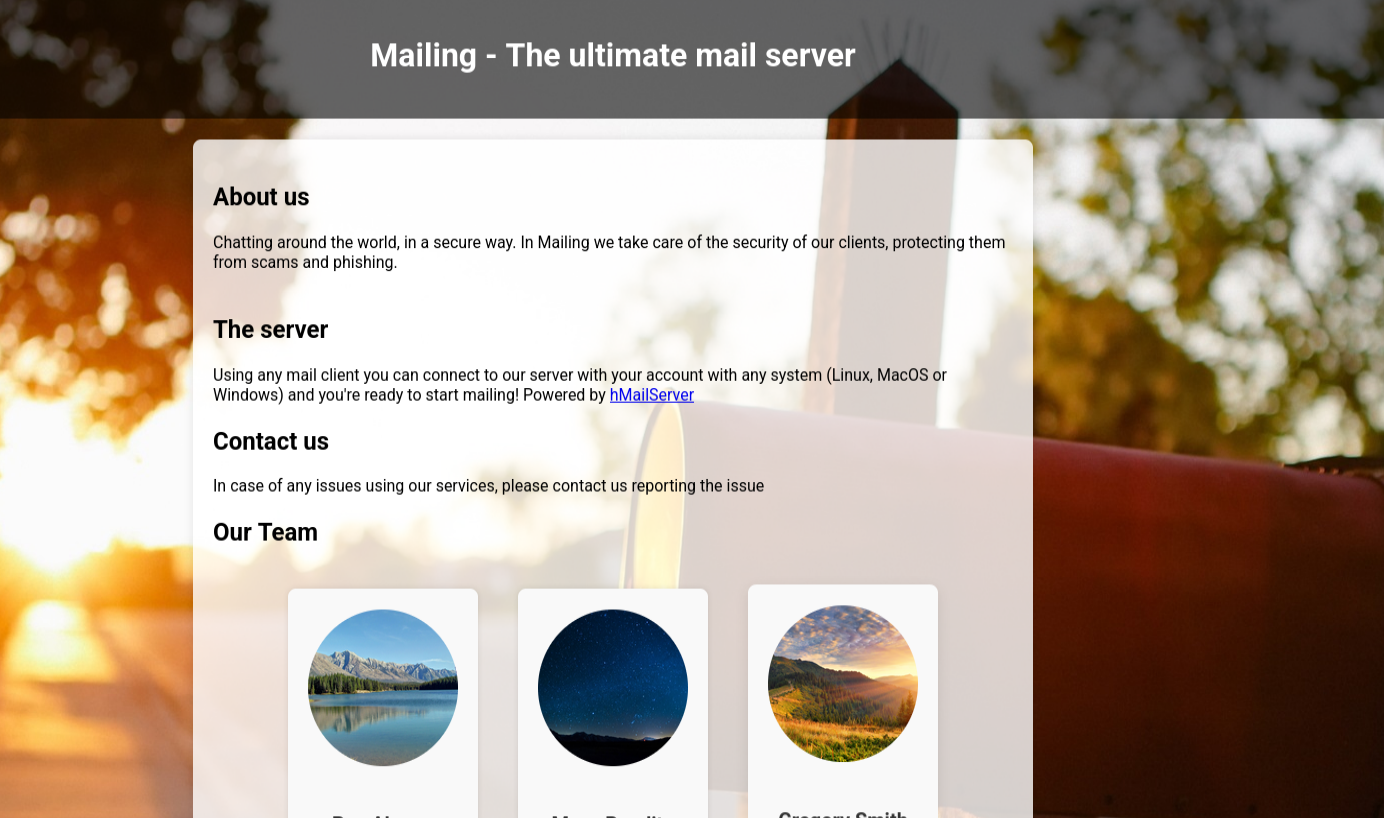 Mailing - The ultimate mail server
About us
Chatting around the world, in a secure way. In Mailing we take care of the security of our clients, protecting them
from scams and phishing.
The server
Using any mail client you can connect to our server with your account with any system (Linux, MacOS or
Windows) and you're ready to start mailing! Powered by hMailServer
Contact us
In case of any issues using our services, please contact us reporting the issue
Our Team
Gregory Smith